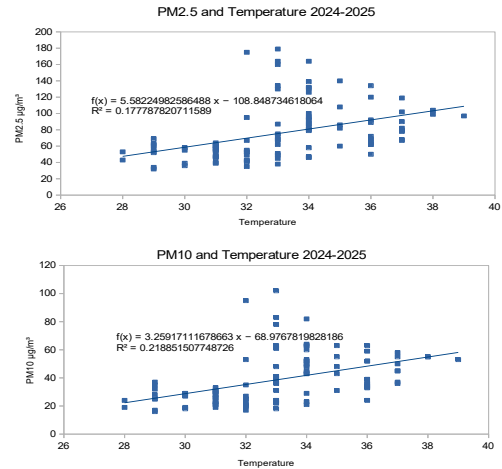 PM2.5 and Temperature 2024-2025
200
180
160
140
120
100
80
60
40
20
0
PM2.5 µg/m³
f(x) = 5.58224982586488 x − 108.848734618064
R² = 0.177787820711589
26 28 30 32 34 36 38 40
Temperature
PM10 and Temperature 2024-2025
120
100
80
60
40
20
0
PM10 µg/m³
f(x) = 3.25917111678663 x − 68.9767819828186
R² = 0.218851507748726
26 28 30 32 34 36 38 40
Temperature